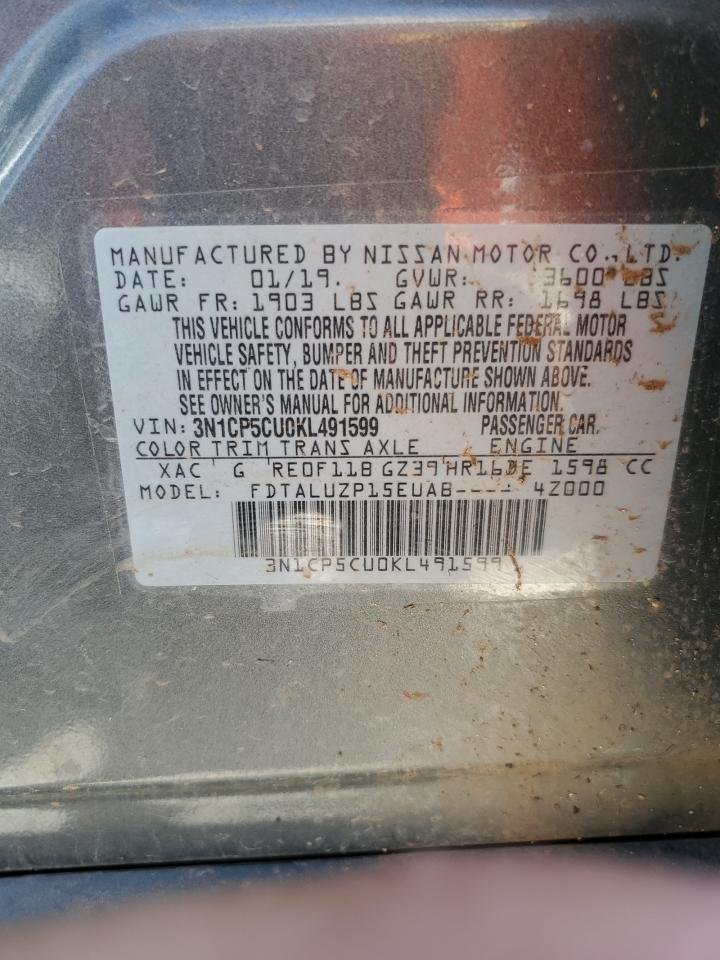 MANUFACTURED BY NISSAN MOTOR CO., LTD.
DATE: 01/19. GVWR: 3600 LBS
GAWR FR: 1903 LBS GAWR RR: 1698 LBS
THIS VEHICLE CONFORMS TO ALL APPLICABLE FEDERAL MOTOR
VEHICLE SAFETY, BUMPER AND THEFT PREVENTION STANDARDS
IN EFFECT ON THE DATE OF MANUFACTURE SHOWN ABOVE.
SEE OWNER'S MANUAL FOR ADDITIONAL INFORMATION.
VIN: 3N1CP5CU0KL491599 PASSENGER CAR.
COLOR TRIM TRANS AXLE ENGINE
XAC G RE0F11B GZ39 HR16DE 1598 CC
MODEL: FDTALUZP15EUAB---- 4Z000
3N1CP5CU0KL491599